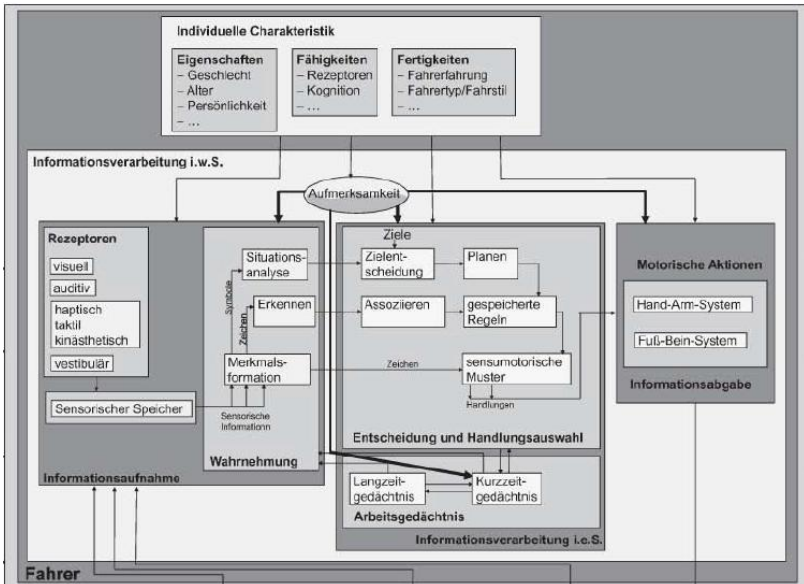 Individuelle Charakteristik
Eigenschaften
– Geschlecht
– Alter
– Persönlichkeit
– ...
Fähigkeiten
– Rezeptoren
– Kognition
– ...
Fertigkeiten
– Fahrerfahrung
– Fahrertyp/Fahrstil
– ...
Informationsverarbeitung i.w.S.
Aufmerksamkeit
Rezeptoren
visuell
auditiv
haptisch
taktil
kinästhetisch
vestibulär
Sensorischer Speicher
Informationsaufnahme
Situations-
analyse
Symbole
Erkennen
Zeichen
Merkmals-
formation
Sensorische
Informationn
Wahrnehmung
Ziele
Zielent-
scheidung
Planen
Assoziieren
gespeicherte
Regeln
Zeichen
sensumotorische
Muster
Handlungen
Entscheidung und Handlungsauswahl
Langzeit-
gedächtnis
Kurzzeit-
gedächtnis
Arbeitsgedächtnis
Informationsverarbeitung i.e.S.
Motorische Aktionen
Hand-Arm-System
Fuß-Bein-System
Informationsabgabe
Fahrer